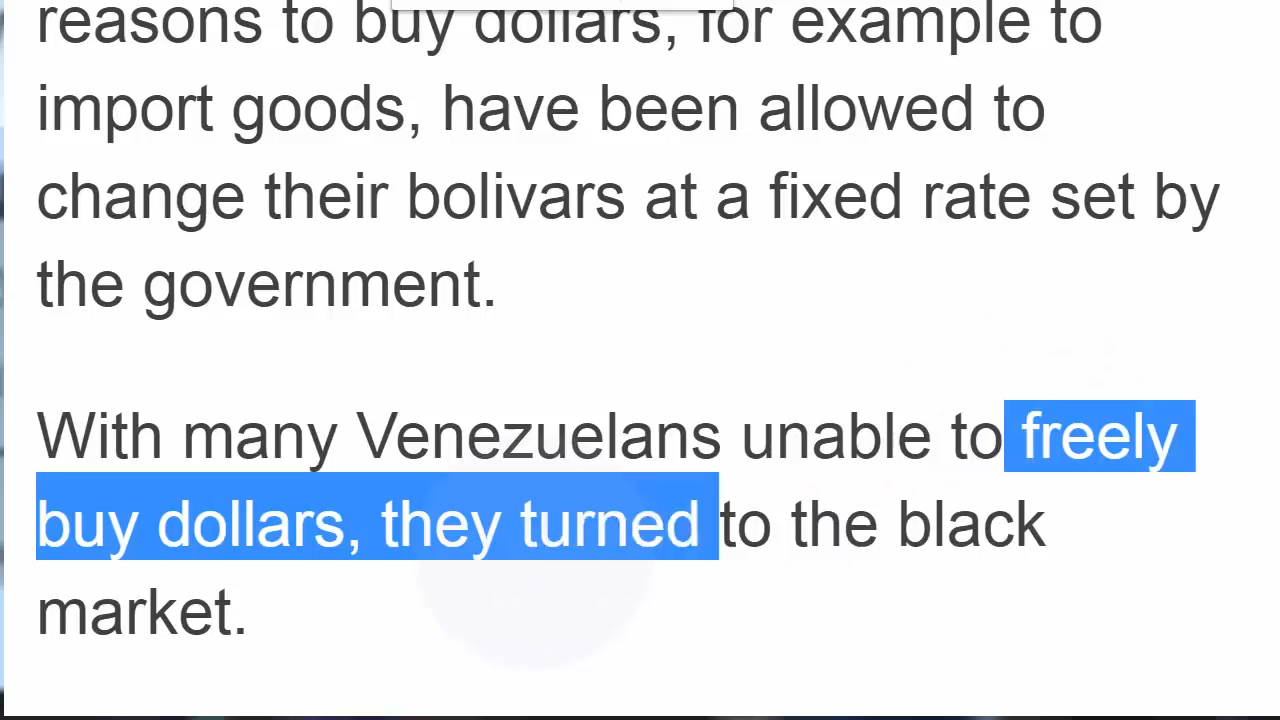 reasons to buy dollars, for example to
import goods, have been allowed to
change their bolivars at a fixed rate set by
the government.
With many Venezuelans unable to freely
buy dollars, they turned to the black
market.